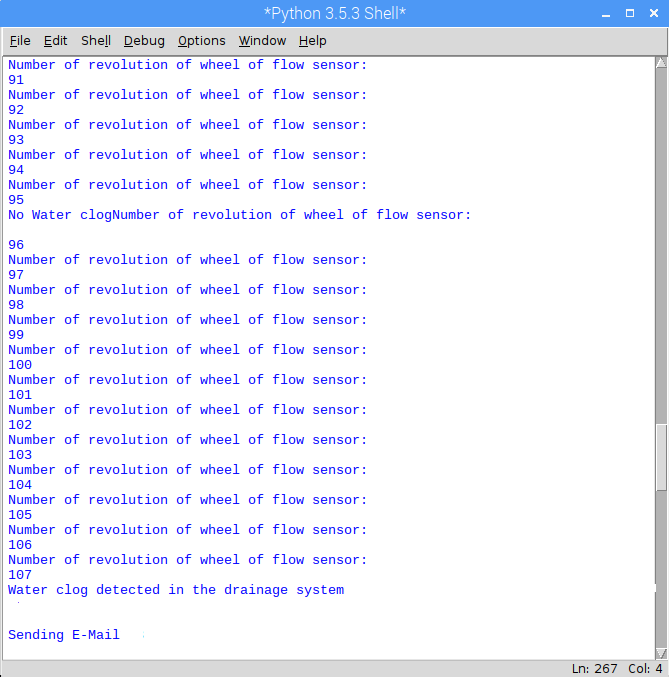 *Python 3.5.3 Shell*
File Edit Shell Debug Options Window Help
Number of revolution of wheel of flow sensor:
91
Number of revolution of wheel of flow sensor:
92
Number of revolution of wheel of flow sensor:
93
Number of revolution of wheel of flow sensor:
94
Number of revolution of wheel of flow sensor:
95
No Water clogNumber of revolution of wheel of flow sensor:
96
Number of revolution of wheel of flow sensor:
97
Number of revolution of wheel of flow sensor:
98
Number of revolution of wheel of flow sensor:
99
Number of revolution of wheel of flow sensor:
100
Number of revolution of wheel of flow sensor:
101
Number of revolution of wheel of flow sensor:
102
Number of revolution of wheel of flow sensor:
103
Number of revolution of wheel of flow sensor:
104
Number of revolution of wheel of flow sensor:
105
Number of revolution of wheel of flow sensor:
106
Number of revolution of wheel of flow sensor:
107
Water clog detected in the drainage system
Sending E-Mail
Ln: 267 Col: 4